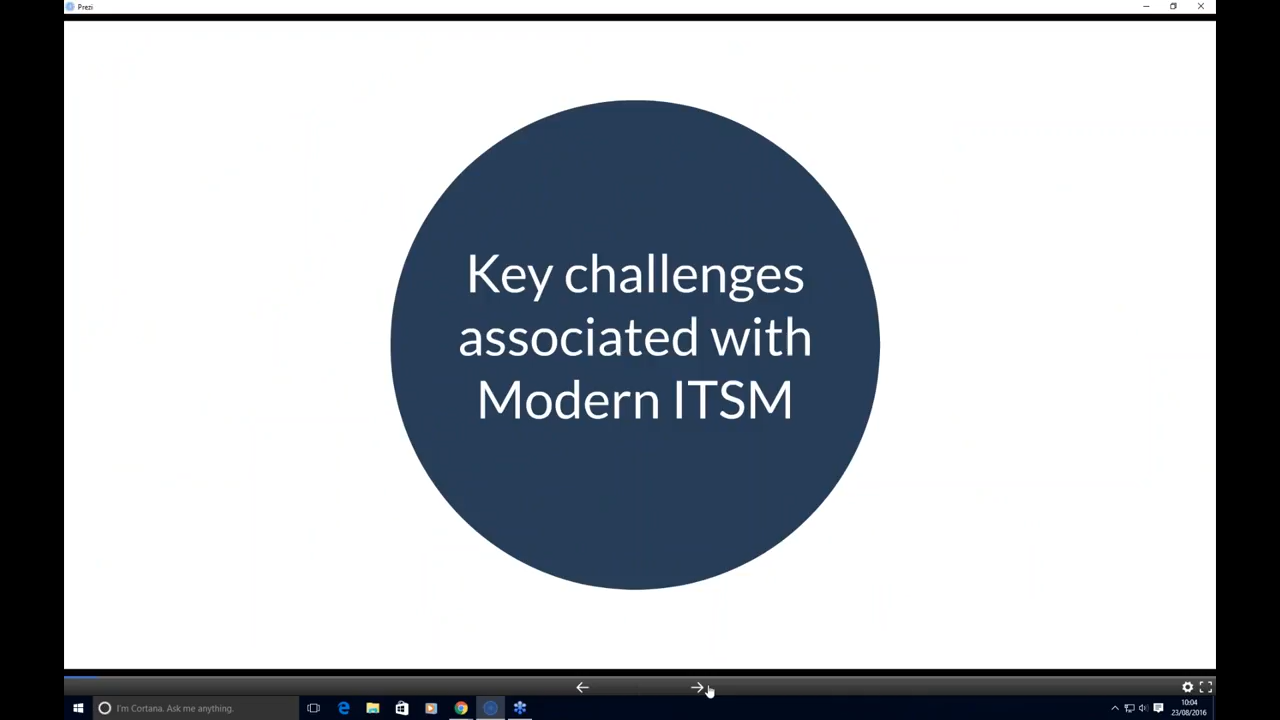 Prezi
Key challenges
associated with
Modern ITSM
I'm Cortana. Ask me anything.
10:04
23/08/2016